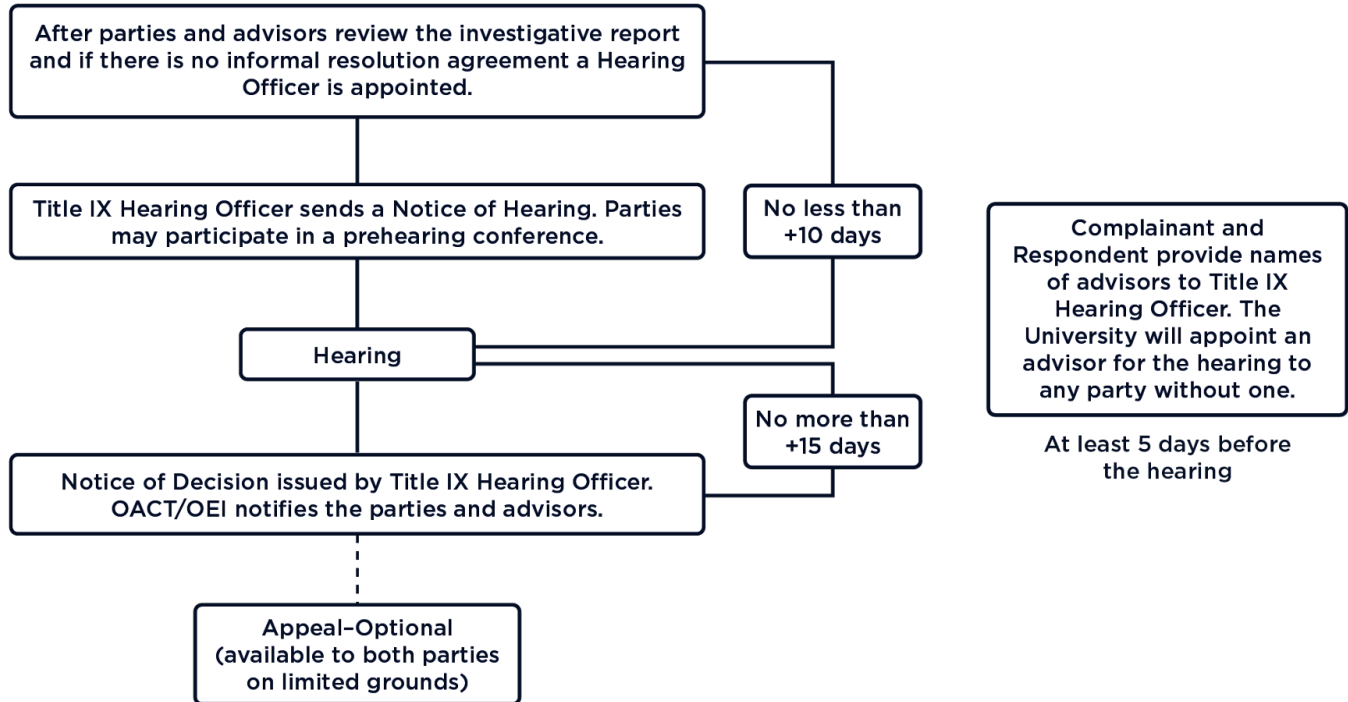 After parties and advisors review the investigative report
and if there is no informal resolution agreement a Hearing
Officer is appointed.
Title IX Hearing Officer sends a Notice of Hearing. Parties
may participate in a prehearing conference.
No less than
+10 days
Complainant and
Respondent provide names
of advisors to Title IX
Hearing Officer. The
University will appoint an
advisor for the hearing to
any party without one.
At least 5 days before
the hearing
Hearing
No more than
+15 days
Notice of Decision issued by Title IX Hearing Officer.
OACT/OEI notifies the parties and advisors.
Appeal–Optional
(available to both parties
on limited grounds)